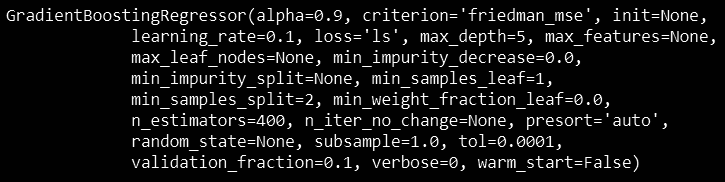 GradientBoostingRegressor(alpha=0.9, criterion='friedman_mse', init=None,
learning_rate=0.1, loss='ls', max_depth=5, max_features=None,
max_leaf_nodes=None, min_impurity_decrease=0.0,
min_impurity_split=None, min_samples_leaf=1,
min_samples_split=2, min_weight_fraction_leaf=0.0,
n_estimators=400, n_iter_no_change=None, presort='auto',
random_state=None, subsample=1.0, tol=0.0001,
validation_fraction=0.1, verbose=0, warm_start=False)